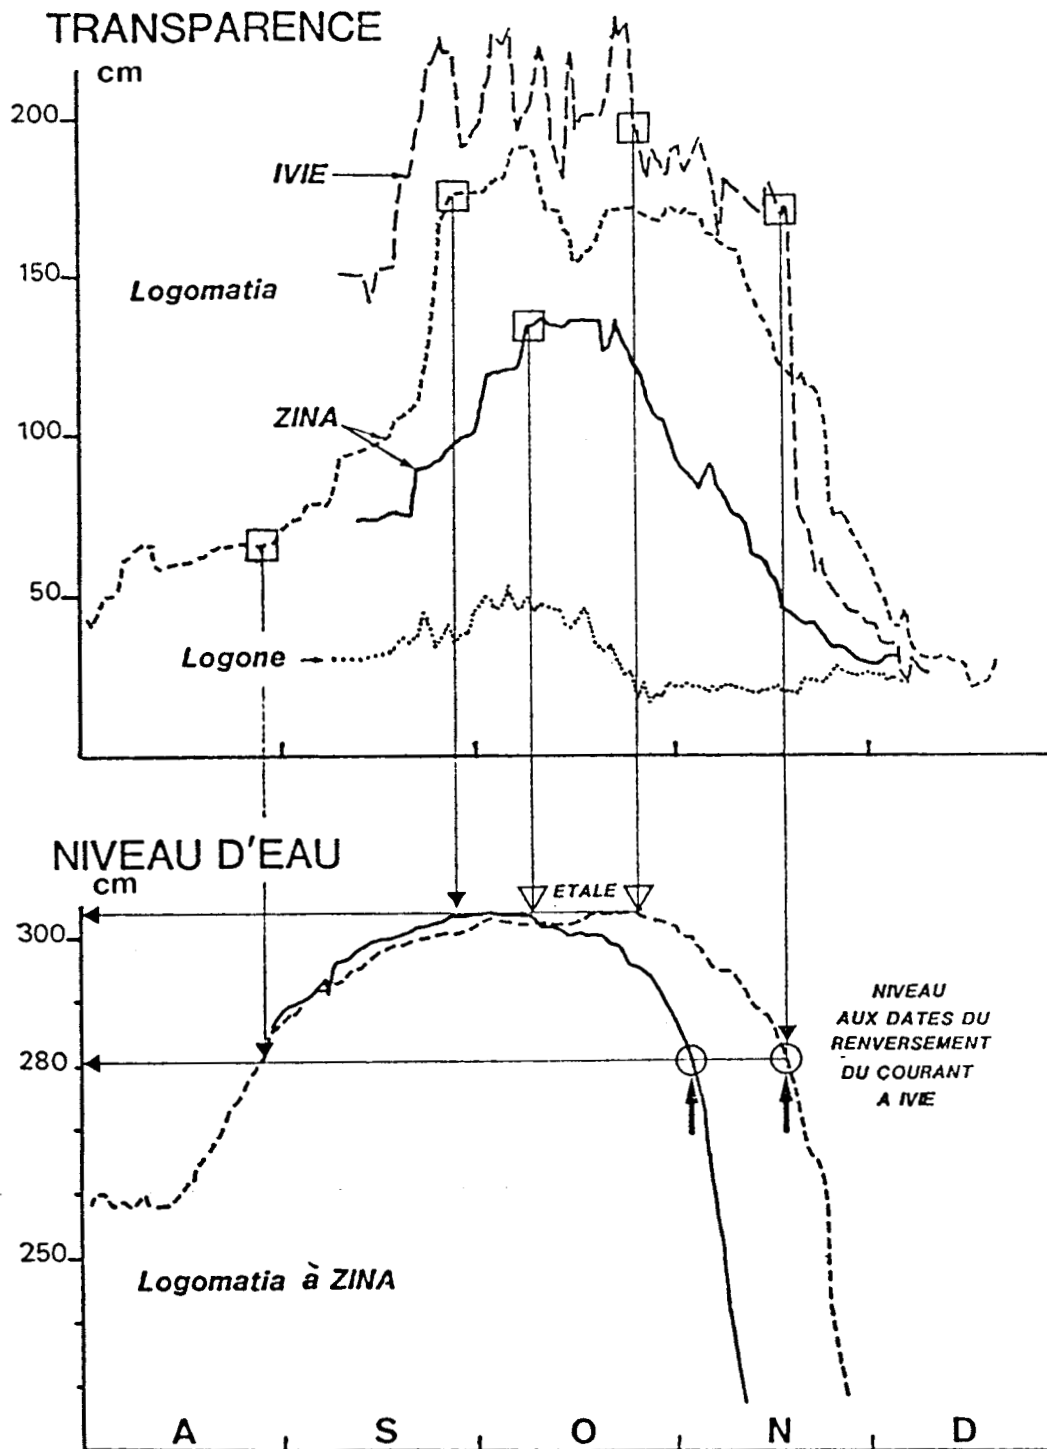 TRANSPARENCE
cm
200
IVIE
150
Logomatia
ZINA
100
50
Logone
NIVEAU D'EAU
cm
ETALE
300
NIVEAU
AUX DATES DU
RENVERSEMENT
DU COURANT
A IVIE
280
250
Logomatia à ZINA
A S O N D